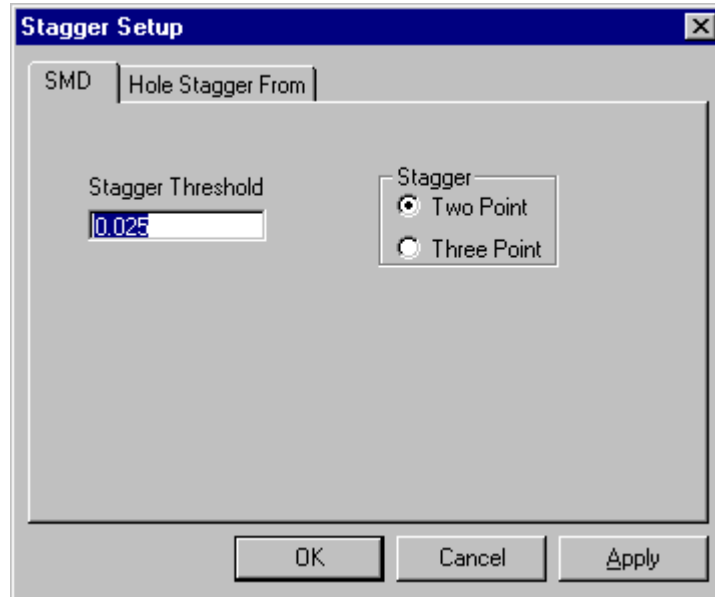 Stagger Setup
SMD
Hole Stagger From
Stagger Threshold
0.025
Stagger
Two Point
Three Point
OK
Cancel
Apply